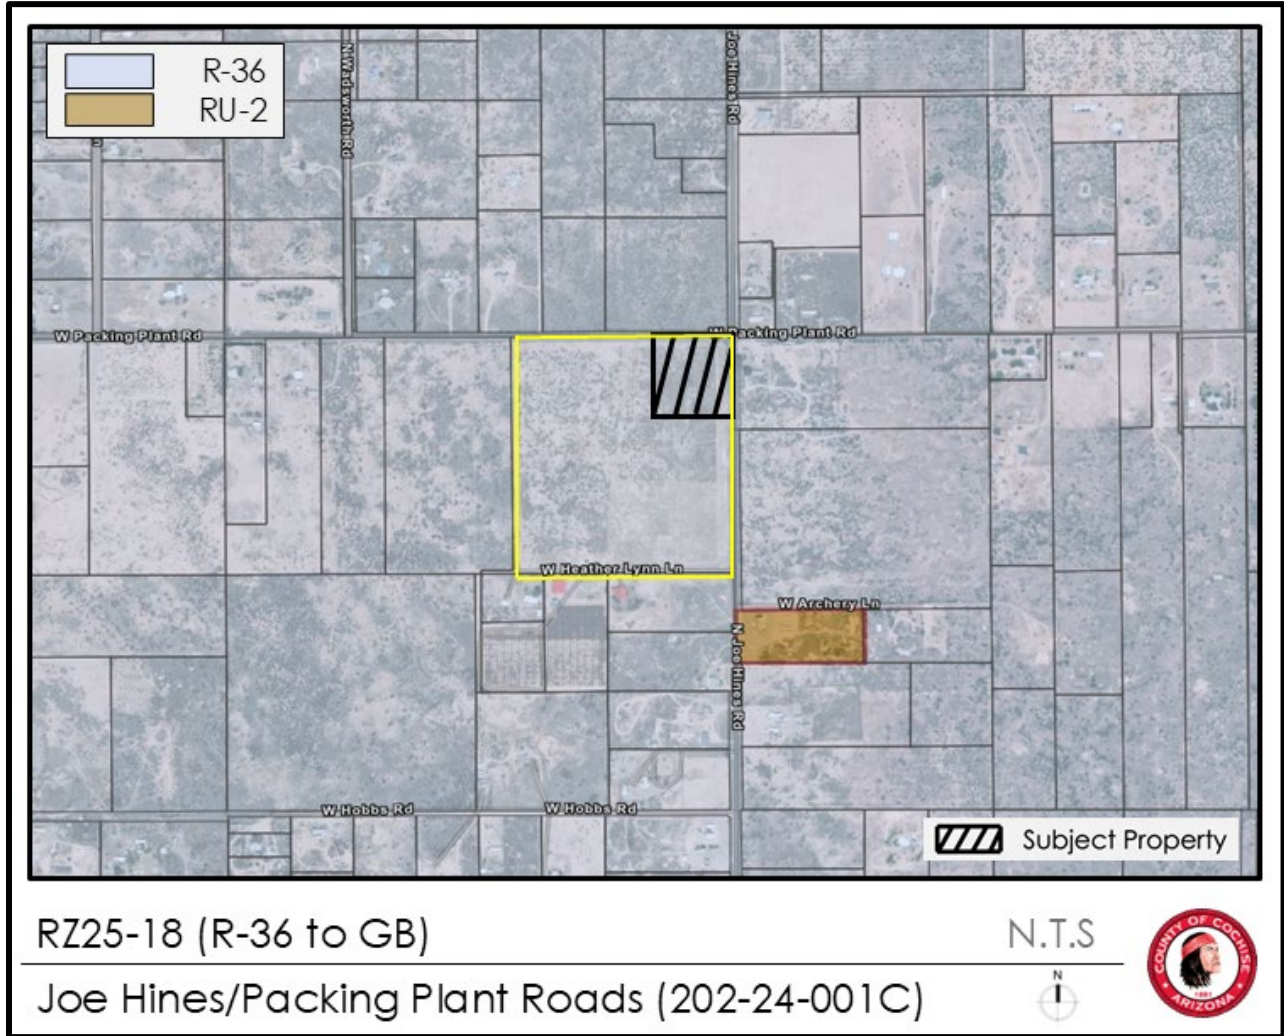 R-36
RU-2
n
N Wadsworth Rd
Joe Hines Rd
W Packing Plant Rd
W Packing Plant Rd
W Heather Lynn Ln
W Archery Ln
N Joe Hines Rd
W Hobbs Rd
W Hobbs Rd
Subject Property
RZ25-18 (R-36 to GB)
N.T.S
N
Joe Hines/Packing Plant Roads (202-24-001C)
COUNTY OF COCHISE
1881
ARIZONA